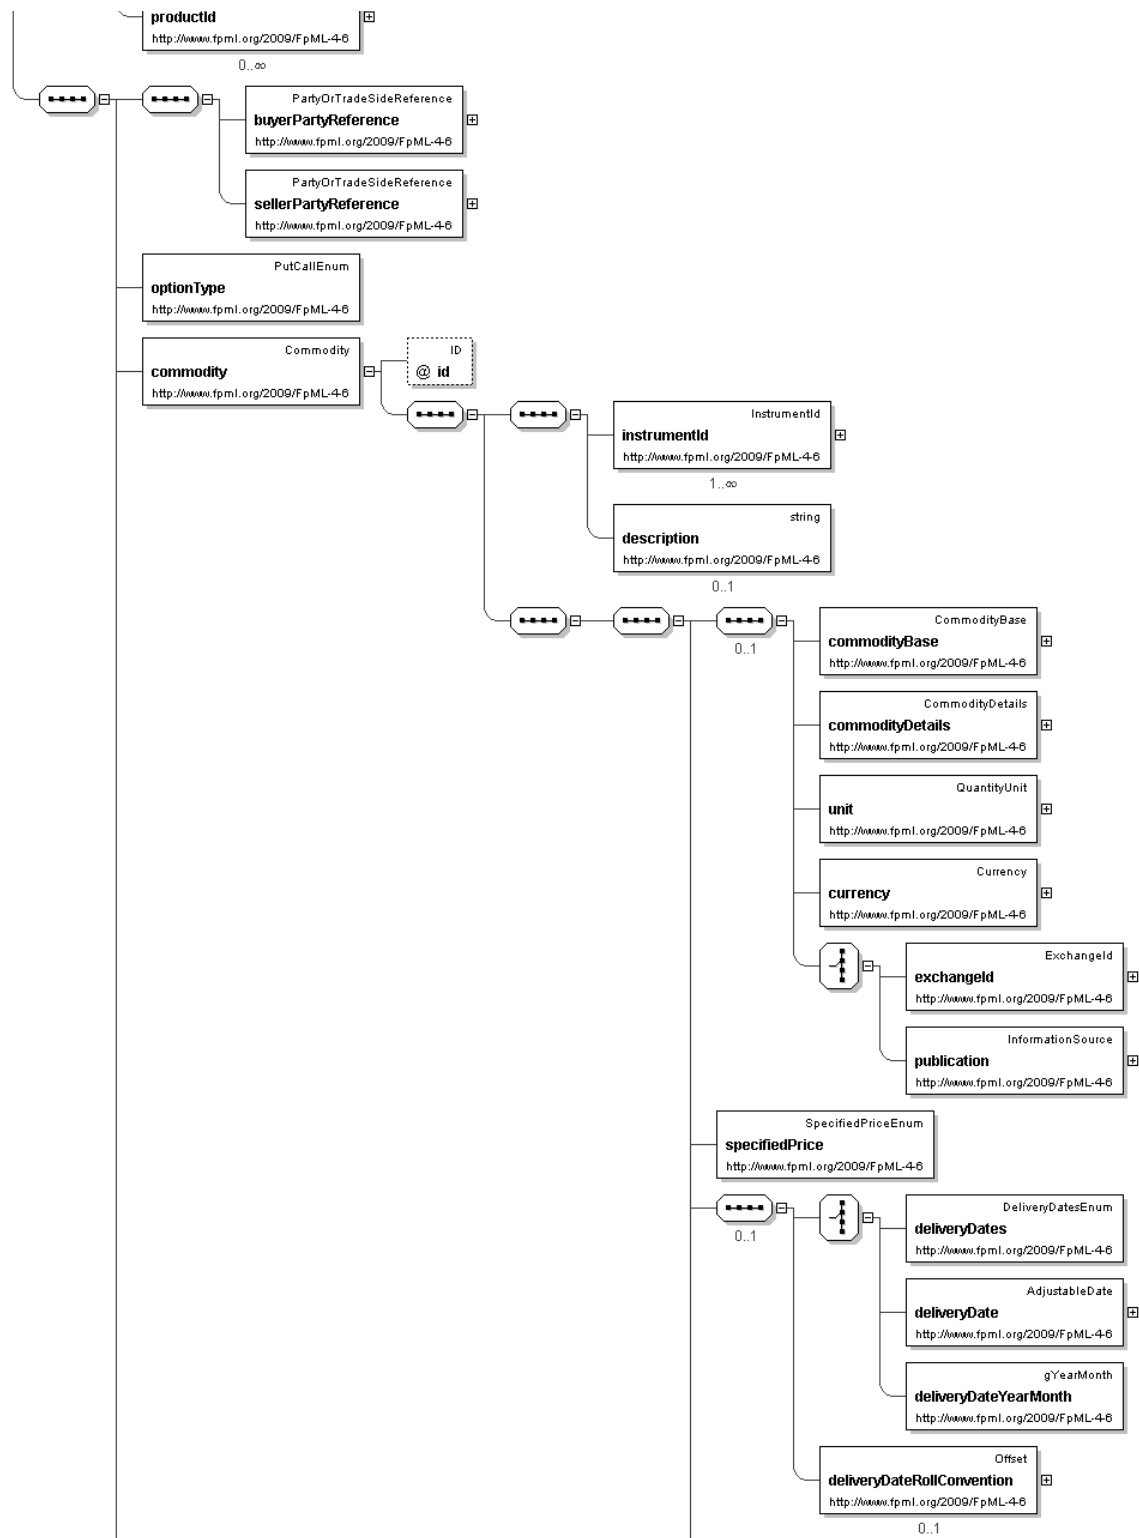 productId
http://www.fpml.org/2009/FpML-4-6
0..∞
PartyOrTradeSideReference
buyerPartyReference
http://www.fpml.org/2009/FpML-4-6
PartyOrTradeSideReference
sellerPartyReference
http://www.fpml.org/2009/FpML-4-6
PutCallEnum
optionType
http://www.fpml.org/2009/FpML-4-6
Commodity
commodity
http://www.fpml.org/2009/FpML-4-6
ID
@ id
InstrumentId
instrumentId
http://www.fpml.org/2009/FpML-4-6
1..∞
string
description
http://www.fpml.org/2009/FpML-4-6
0..1
0..1
CommodityBase
commodityBase
http://www.fpml.org/2009/FpML-4-6
CommodityDetails
commodityDetails
http://www.fpml.org/2009/FpML-4-6
QuantityUnit
unit
http://www.fpml.org/2009/FpML-4-6
Currency
currency
http://www.fpml.org/2009/FpML-4-6
ExchangeId
exchangeId
http://www.fpml.org/2009/FpML-4-6
InformationSource
publication
http://www.fpml.org/2009/FpML-4-6
SpecifiedPriceEnum
specifiedPrice
http://www.fpml.org/2009/FpML-4-6
0..1
DeliveryDatesEnum
deliveryDates
http://www.fpml.org/2009/FpML-4-6
AdjustableDate
deliveryDate
http://www.fpml.org/2009/FpML-4-6
gYearMonth
deliveryDateYearMonth
http://www.fpml.org/2009/FpML-4-6
Offset
deliveryDateRollConvention
http://www.fpml.org/2009/FpML-4-6
0..1